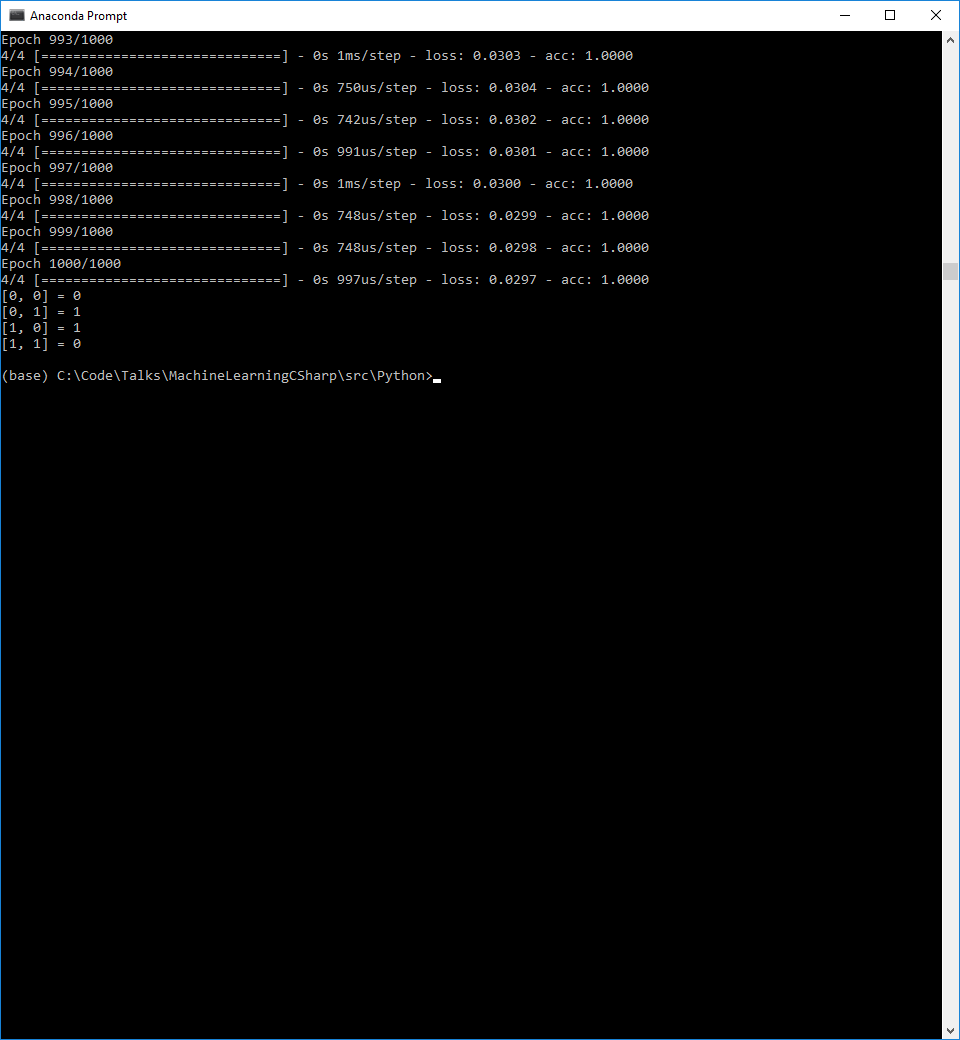 Anaconda Prompt
Epoch 993/1000
4/4 [==============================] - 0s 1ms/step - loss: 0.0303 - acc: 1.0000
Epoch 994/1000
4/4 [==============================] - 0s 750us/step - loss: 0.0304 - acc: 1.0000
Epoch 995/1000
4/4 [==============================] - 0s 742us/step - loss: 0.0302 - acc: 1.0000
Epoch 996/1000
4/4 [==============================] - 0s 991us/step - loss: 0.0301 - acc: 1.0000
Epoch 997/1000
4/4 [==============================] - 0s 1ms/step - loss: 0.0300 - acc: 1.0000
Epoch 998/1000
4/4 [==============================] - 0s 748us/step - loss: 0.0299 - acc: 1.0000
Epoch 999/1000
4/4 [==============================] - 0s 748us/step - loss: 0.0298 - acc: 1.0000
Epoch 1000/1000
4/4 [==============================] - 0s 997us/step - loss: 0.0297 - acc: 1.0000
[0, 0] = 0
[0, 1] = 1
[1, 0] = 1
[1, 1] = 0
(base) C:\Code\Talks\MachineLearningCSharp\src\Python>